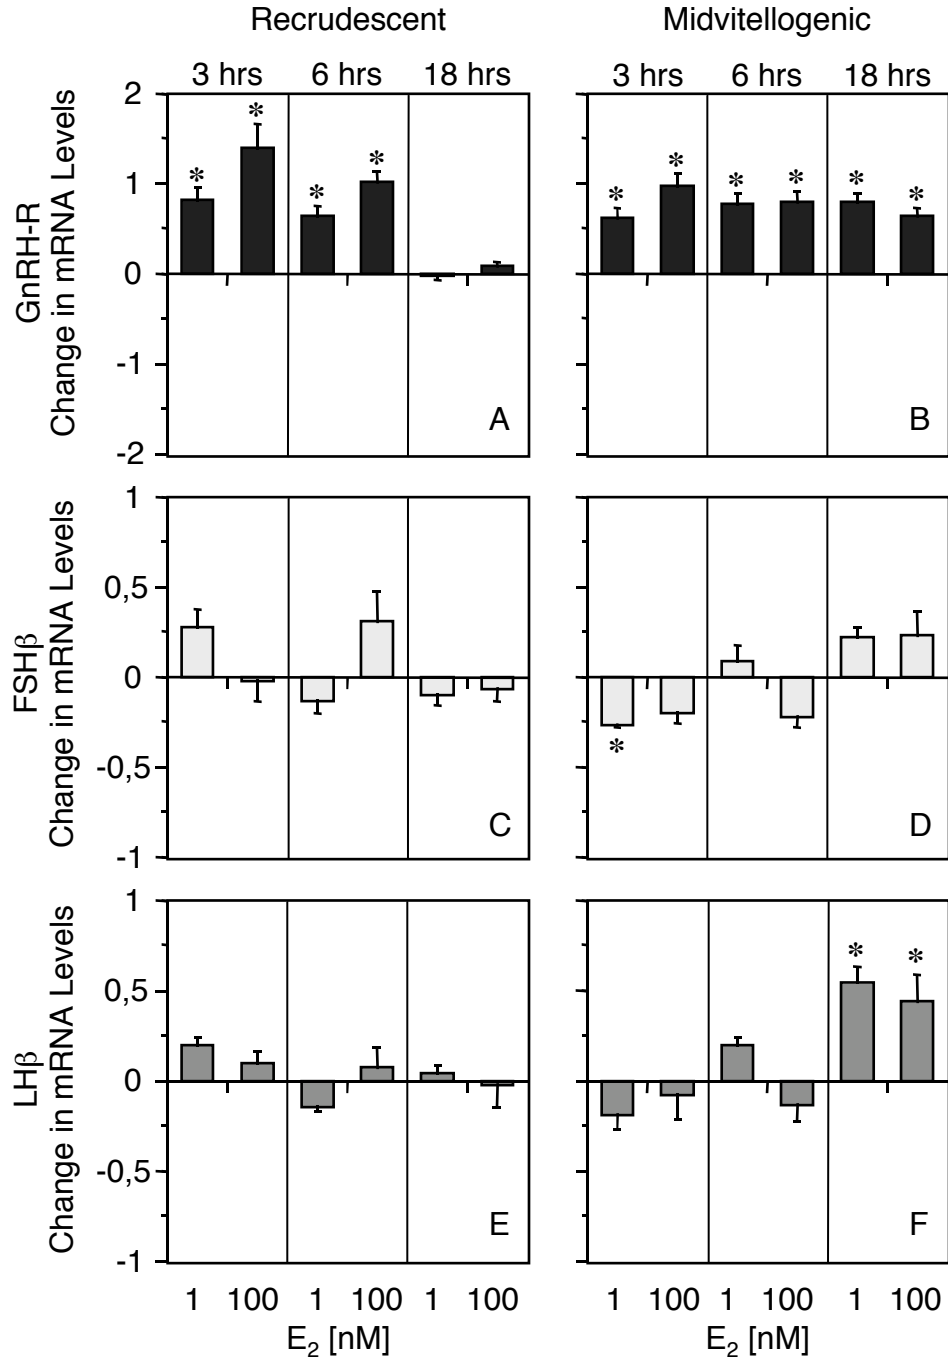 Recrudescent Midvitellogenic
3 hrs 6 hrs 18 hrs 3 hrs 6 hrs 18 hrs
GnRH-R
Change in mRNA Levels
2
1
0
-1
-2
* * * *
A
* * * * * *
B
FSHβ
Change in mRNA Levels
1
0,5
0
-0,5
-1
C
*
D
LHβ
Change in mRNA Levels
1
0,5
0
-0,5
-1
E
* *
F
1 100 1 100 1 100 1 100 1 100 1 100
E₂ [nM] E₂ [nM]